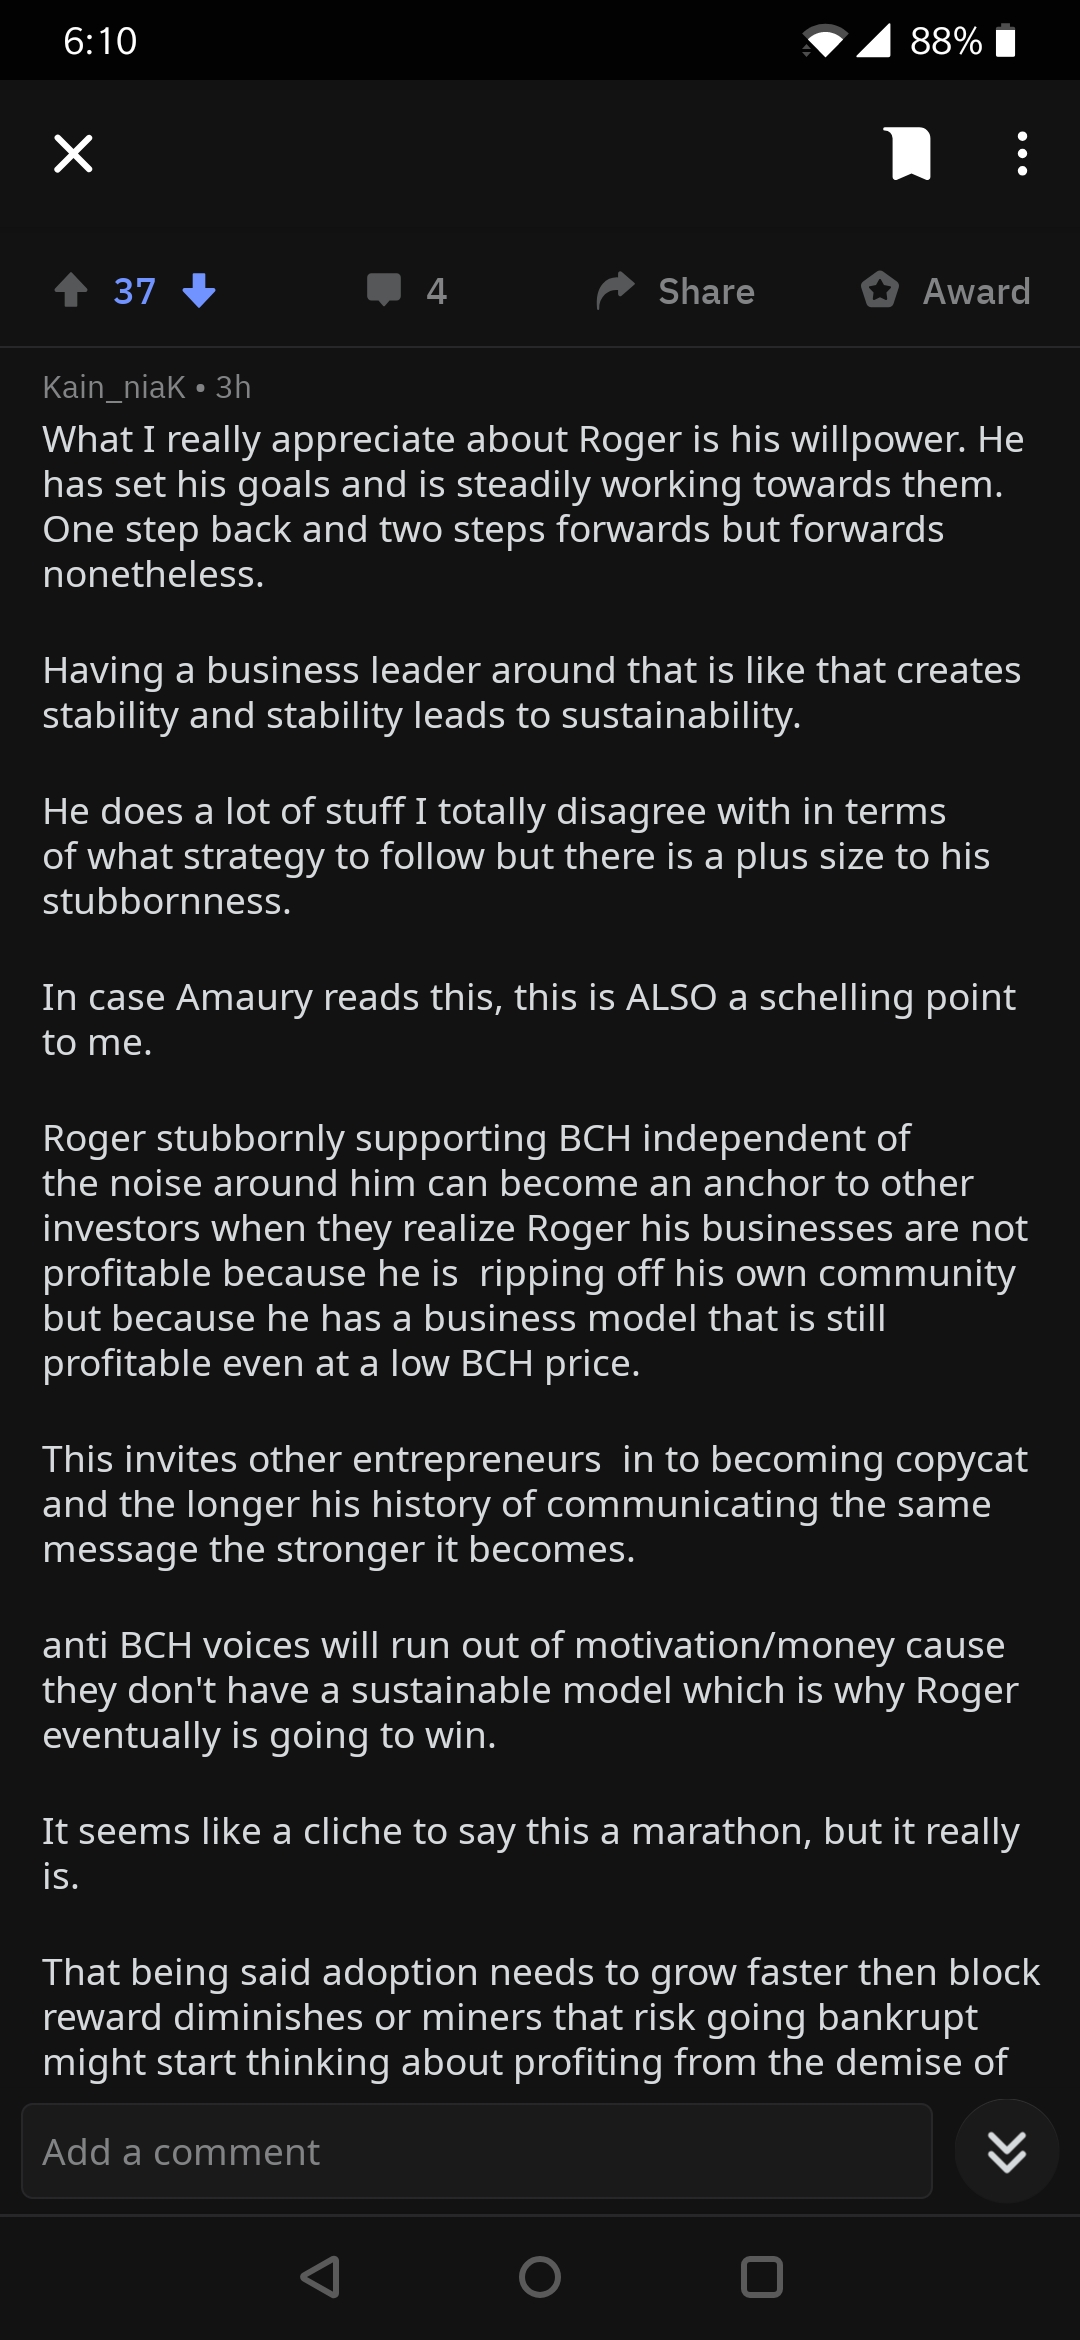 6:10
88%
37
4
Share
Award
Kain_niaK • 3h
What I really appreciate about Roger is his willpower. He
has set his goals and is steadily working towards them.
One step back and two steps forwards but forwards
nonetheless.
Having a business leader around that is like that creates
stability and stability leads to sustainability.
He does a lot of stuff I totally disagree with in terms
of what strategy to follow but there is a plus size to his
stubbornness.
In case Amaury reads this, this is ALSO a schelling point
to me.
Roger stubbornly supporting BCH independent of
the noise around him can become an anchor to other
investors when they realize Roger his businesses are not
profitable because he is  ripping off his own community
but because he has a business model that is still
profitable even at a low BCH price.
This invites other entrepreneurs  in to becoming copycat
and the longer his history of communicating the same
message the stronger it becomes.
anti BCH voices will run out of motivation/money cause
they don't have a sustainable model which is why Roger
eventually is going to win.
It seems like a cliche to say this a marathon, but it really
is.
That being said adoption needs to grow faster then block
reward diminishes or miners that risk going bankrupt
might start thinking about profiting from the demise of
Add a comment